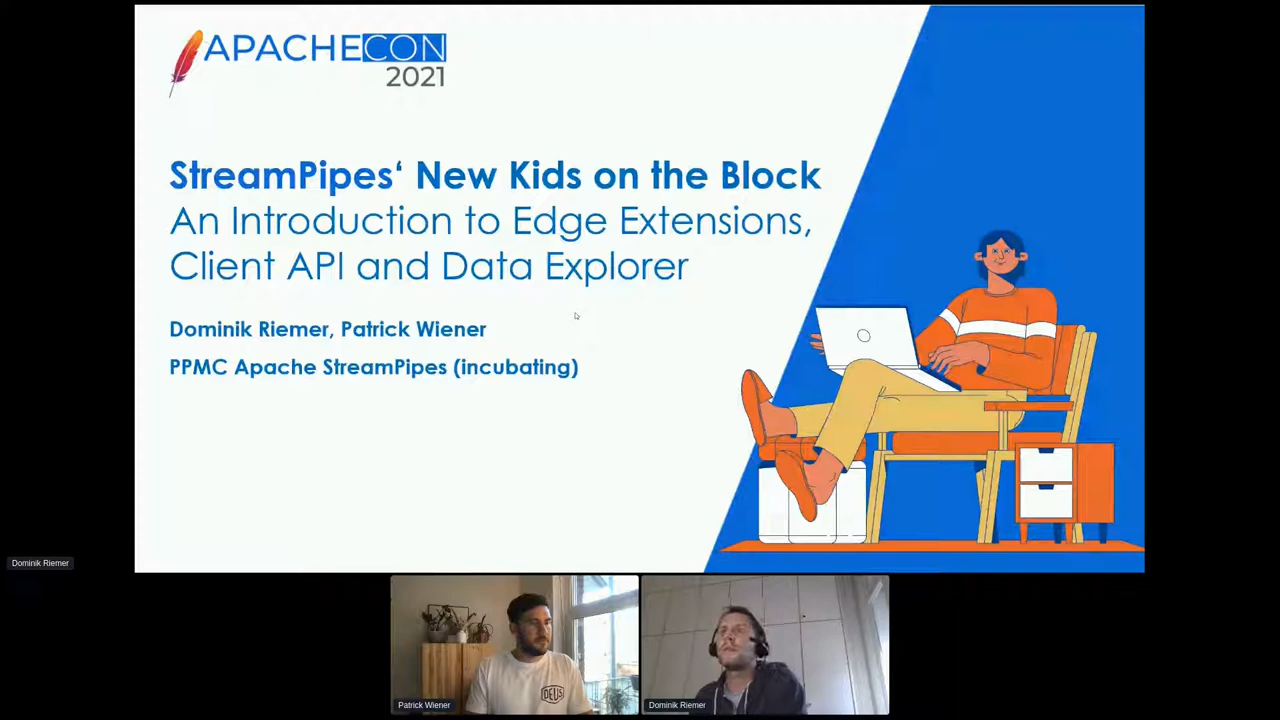 APACHECON
2021
StreamPipes‘ New Kids on the Block
An Introduction to Edge Extensions,
Client API and Data Explorer
Dominik Riemer, Patrick Wiener
PPMC Apache StreamPipes (incubating)
Dominik Riemer
DEUS
Patrick Wiener
Dominik Riemer